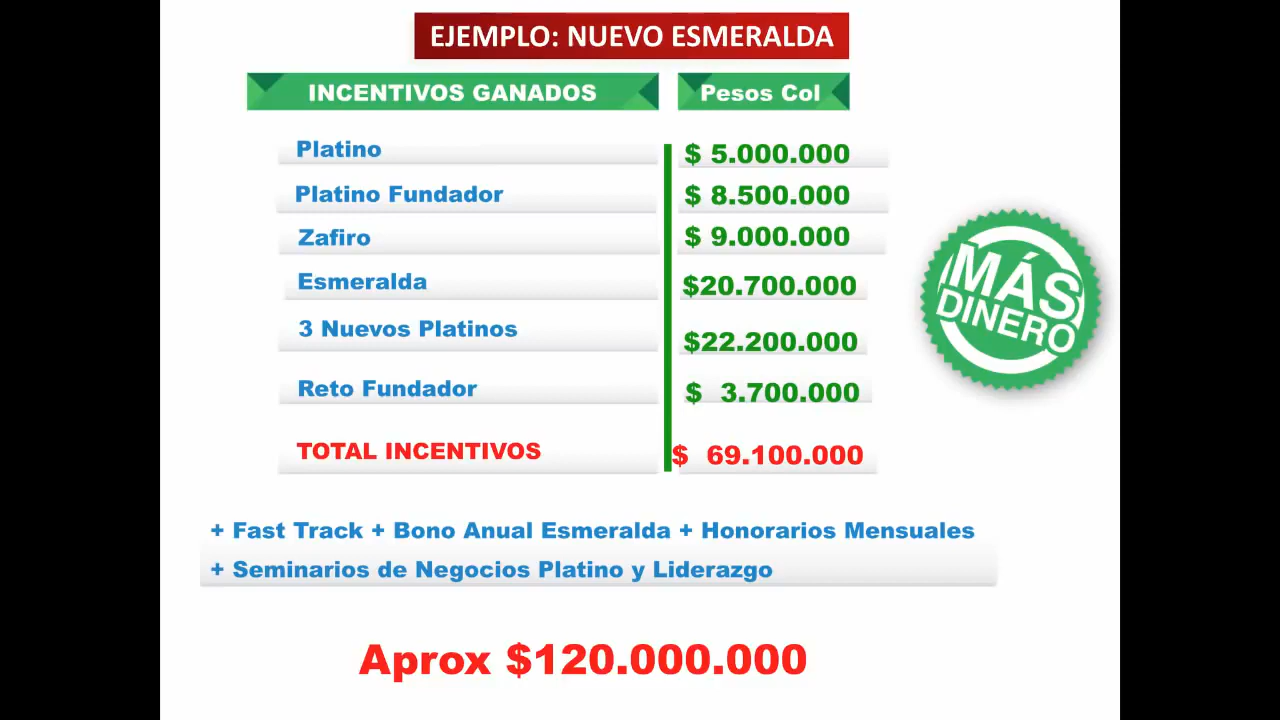 EJEMPLO: NUEVO ESMERALDA
INCENTIVOS GANADOS Pesos Col
Platino $ 5.000.000
Platino Fundador $ 8.500.000
Zafiro $ 9.000.000
Esmeralda $20.700.000
3 Nuevos Platinos $22.200.000
Reto Fundador $ 3.700.000
TOTAL INCENTIVOS $ 69.100.000
¡MÁS
DINERO
+ Fast Track + Bono Anual Esmeralda + Honorarios Mensuales
+ Seminarios de Negocios Platino y Liderazgo
Aprox $120.000.000